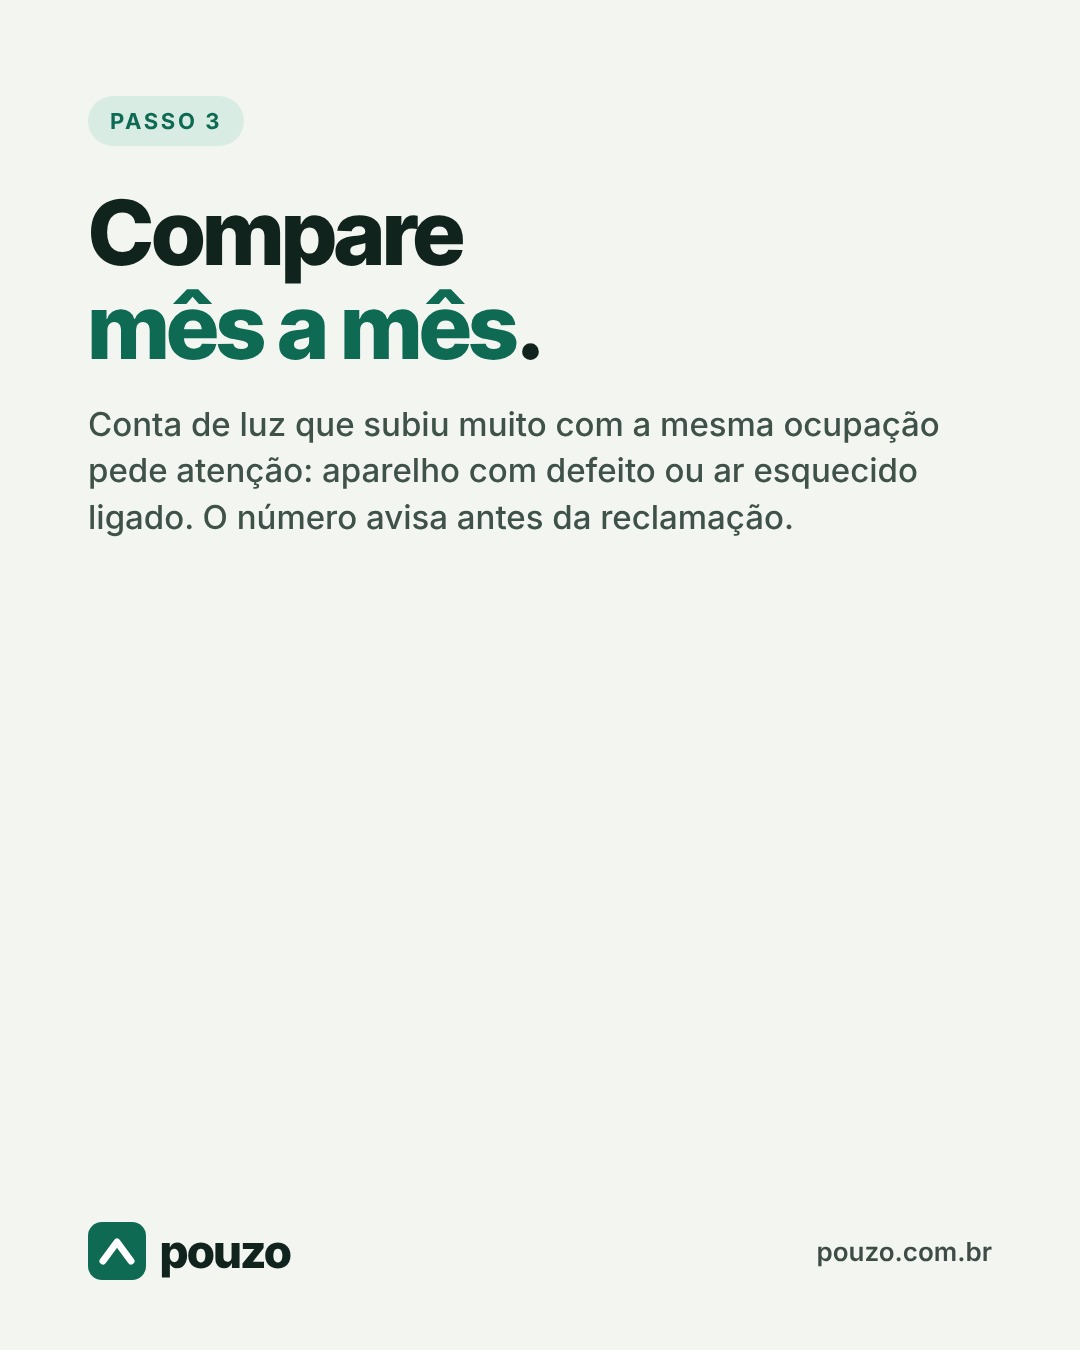 PASSO 3
Compare
mês a mês.
Conta de luz que subiu muito com a mesma ocupação
pede atenção: aparelho com defeito ou ar esquecido
ligado. O número avisa antes da reclamação.
pouzo
pouzo.com.br